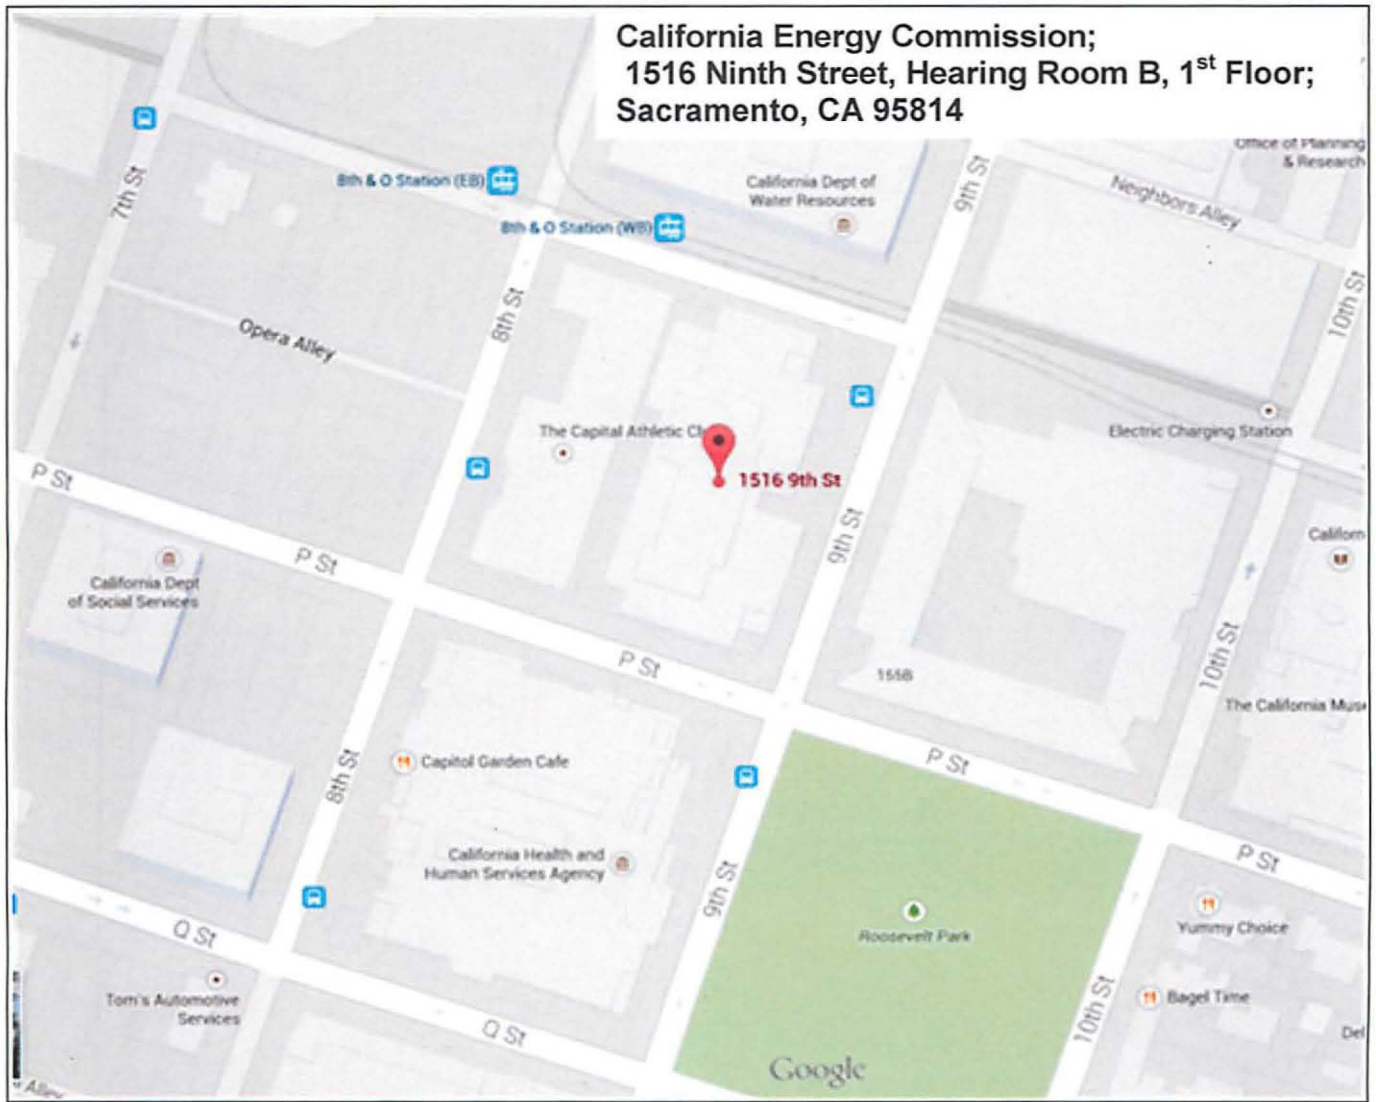 California Energy Commission;
1516 Ninth Street, Hearing Room B, 1st Floor;
Sacramento, CA 95814
Office of Planning
& Research
8th & O Station (EB)
California Dept of
Water Resources
7th St
9th St
Neighbors Alley
8th & O Station (WB)
8th St
10th St
Opera Alley
The Capital Athletic Cl
Electric Charging Station
1516 9th St
P St
9th St
Californ
P St
California Dept
of Social Services
10th St
P St
1558
The California Mus
8th St
Capitol Garden Cafe
P St
California Health and
Human Services Agency
9th St
P St
Q St
Roosevelt Park
Yummy Choice
Tom's Automotive
Services
Bagel Time
10th St
Q St
Del
Google
Alley